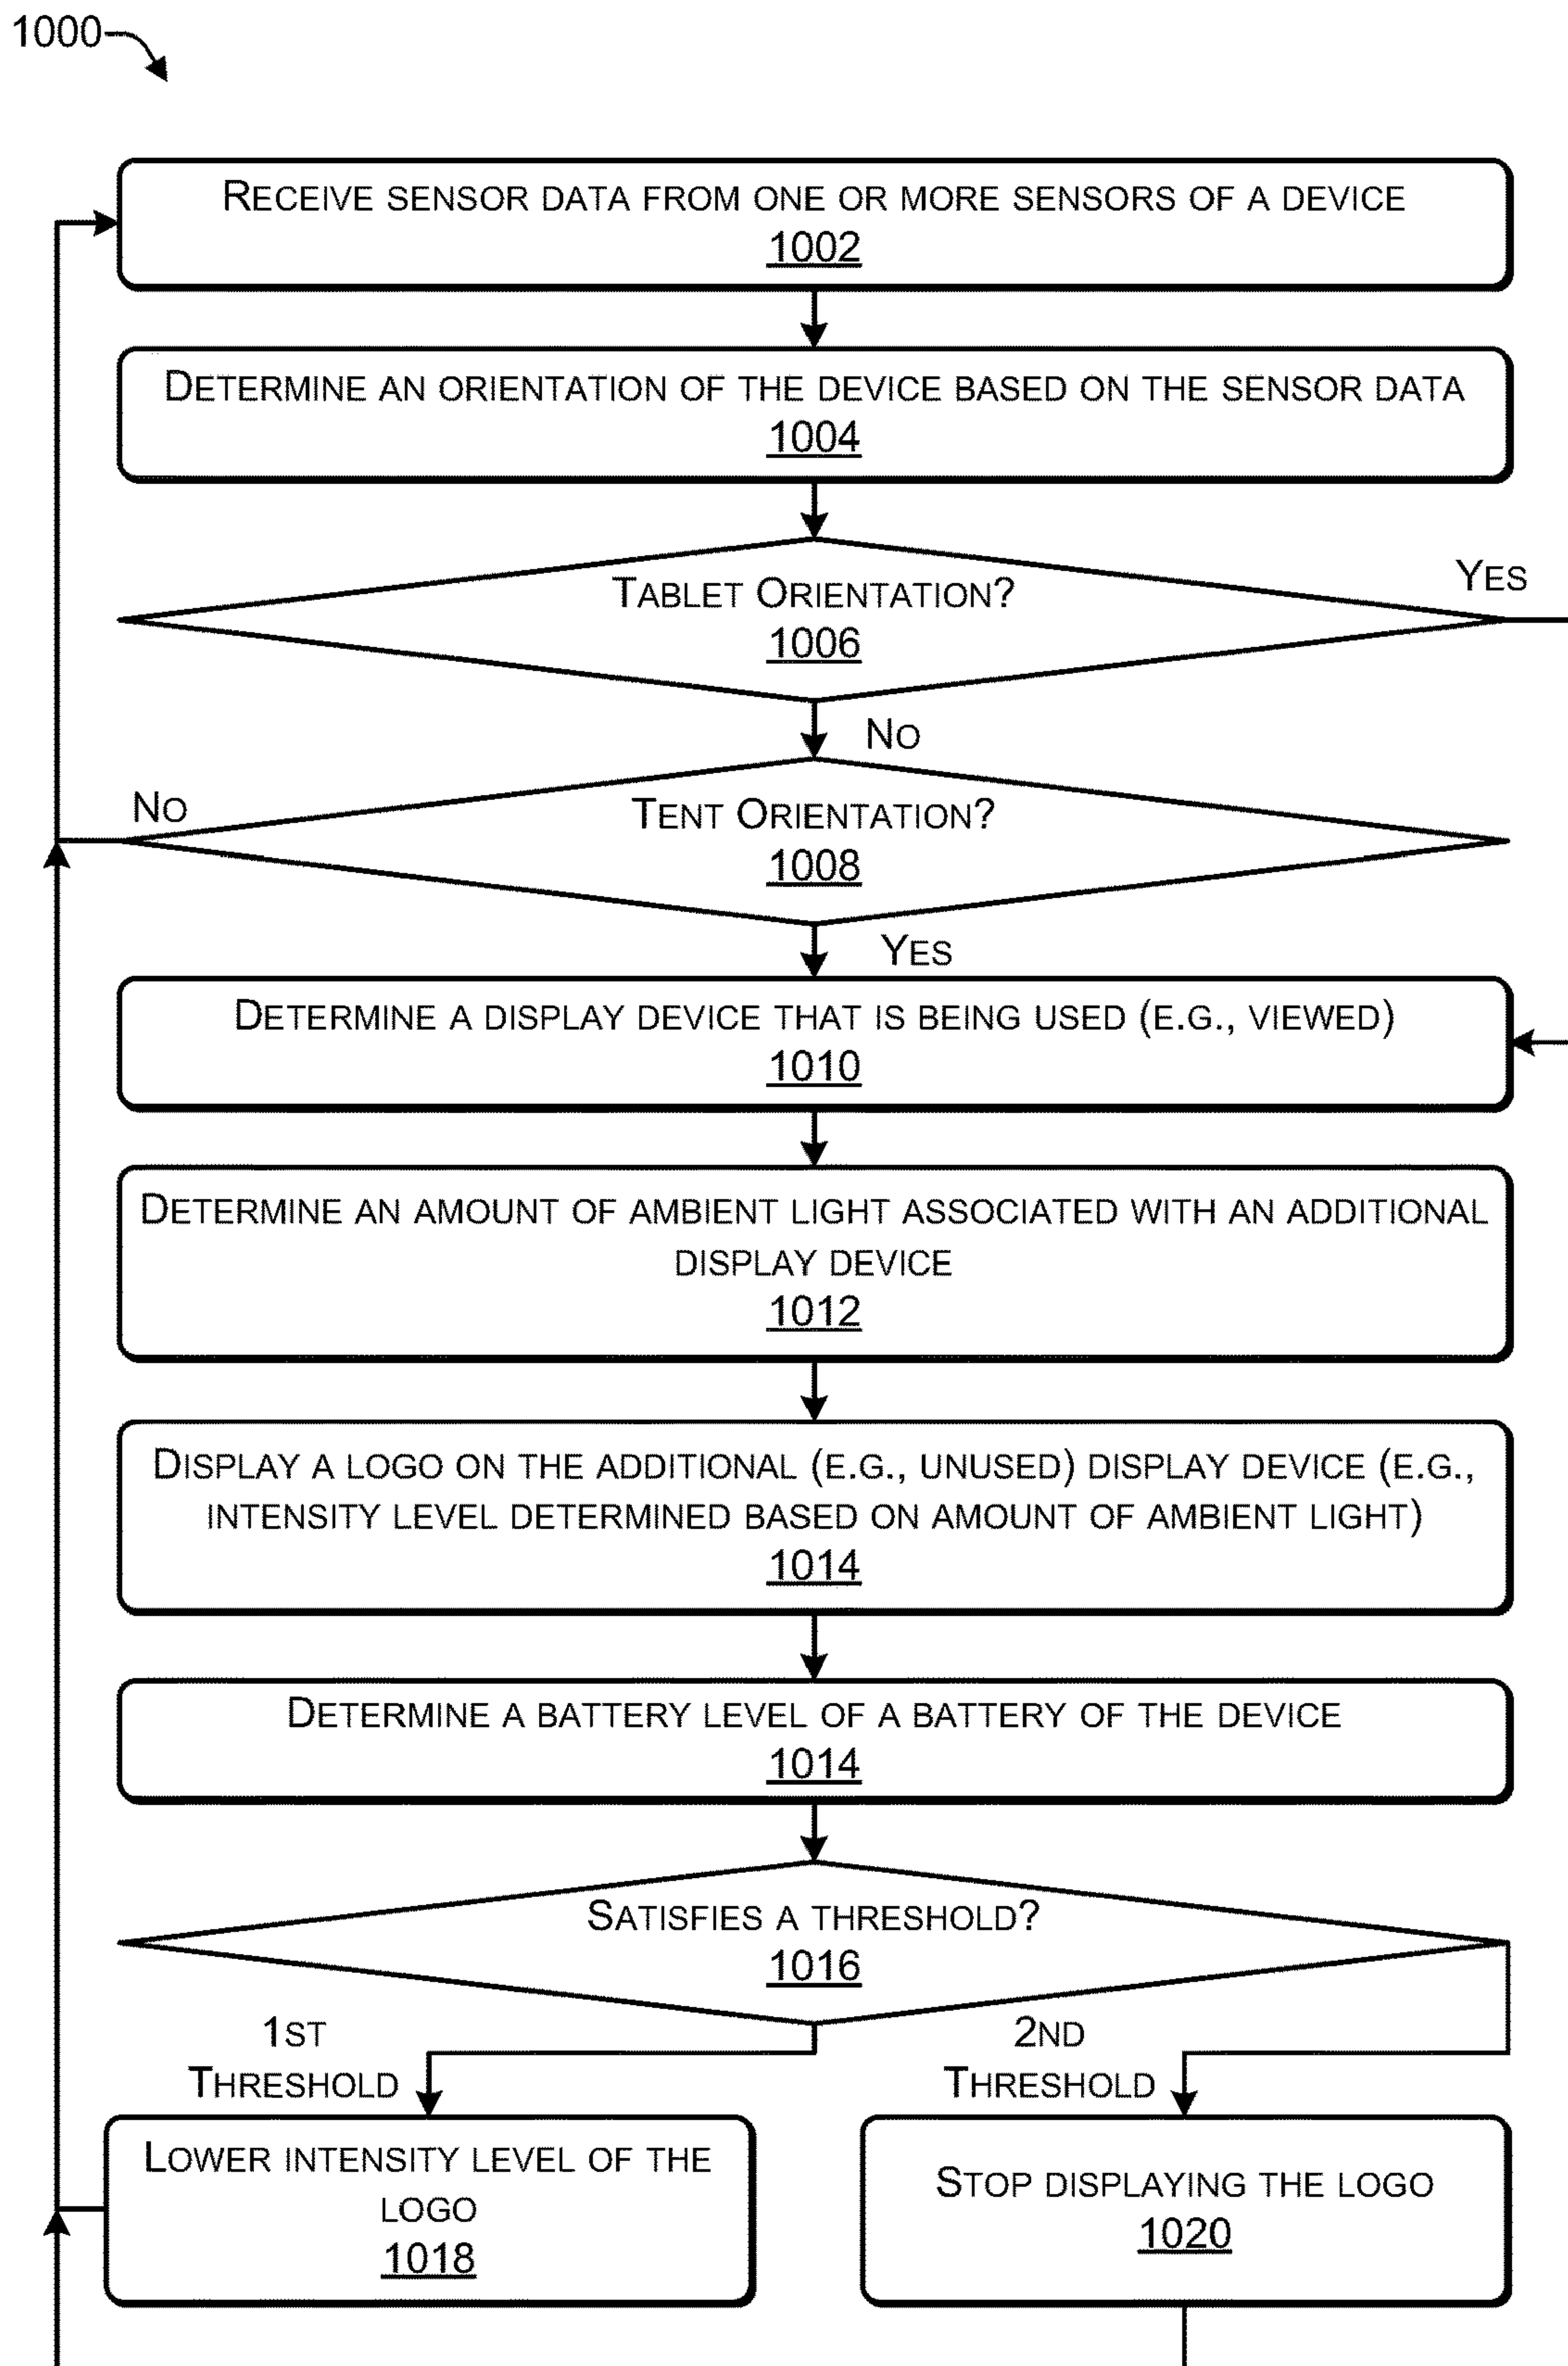 1000
RECEIVE SENSOR DATA FROM ONE OR MORE SENSORS OF A DEVICE
1002
DETERMINE AN ORIENTATION OF THE DEVICE BASED ON THE SENSOR DATA
1004
TABLET ORIENTATION?
1006
YES
NO
TENT ORIENTATION?
1008
NO
YES
DETERMINE A DISPLAY DEVICE THAT IS BEING USED (E.G., VIEWED)
1010
DETERMINE AN AMOUNT OF AMBIENT LIGHT ASSOCIATED WITH AN ADDITIONAL
DISPLAY DEVICE
1012
DISPLAY A LOGO ON THE ADDITIONAL (E.G., UNUSED) DISPLAY DEVICE (E.G.,
INTENSITY LEVEL DETERMINED BASED ON AMOUNT OF AMBIENT LIGHT)
1014
DETERMINE A BATTERY LEVEL OF A BATTERY OF THE DEVICE
1014
SATISFIES A THRESHOLD?
1016
1ST
THRESHOLD
2ND
THRESHOLD
LOWER INTENSITY LEVEL OF THE
LOGO
1018
STOP DISPLAYING THE LOGO
1020